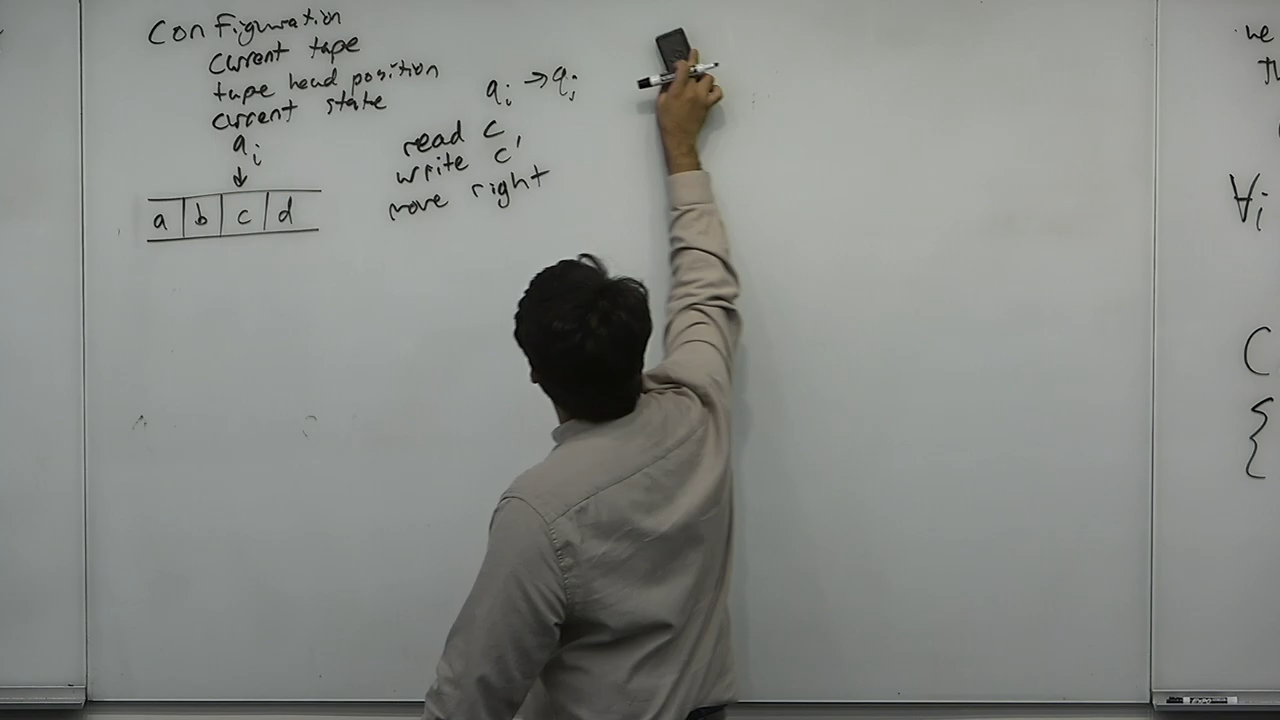 Configuration
current tape
tape head position
current state
q_i
↓
a | b | c | d
q_i → q_j
read c
write c'
move right
we
∀i
C
{